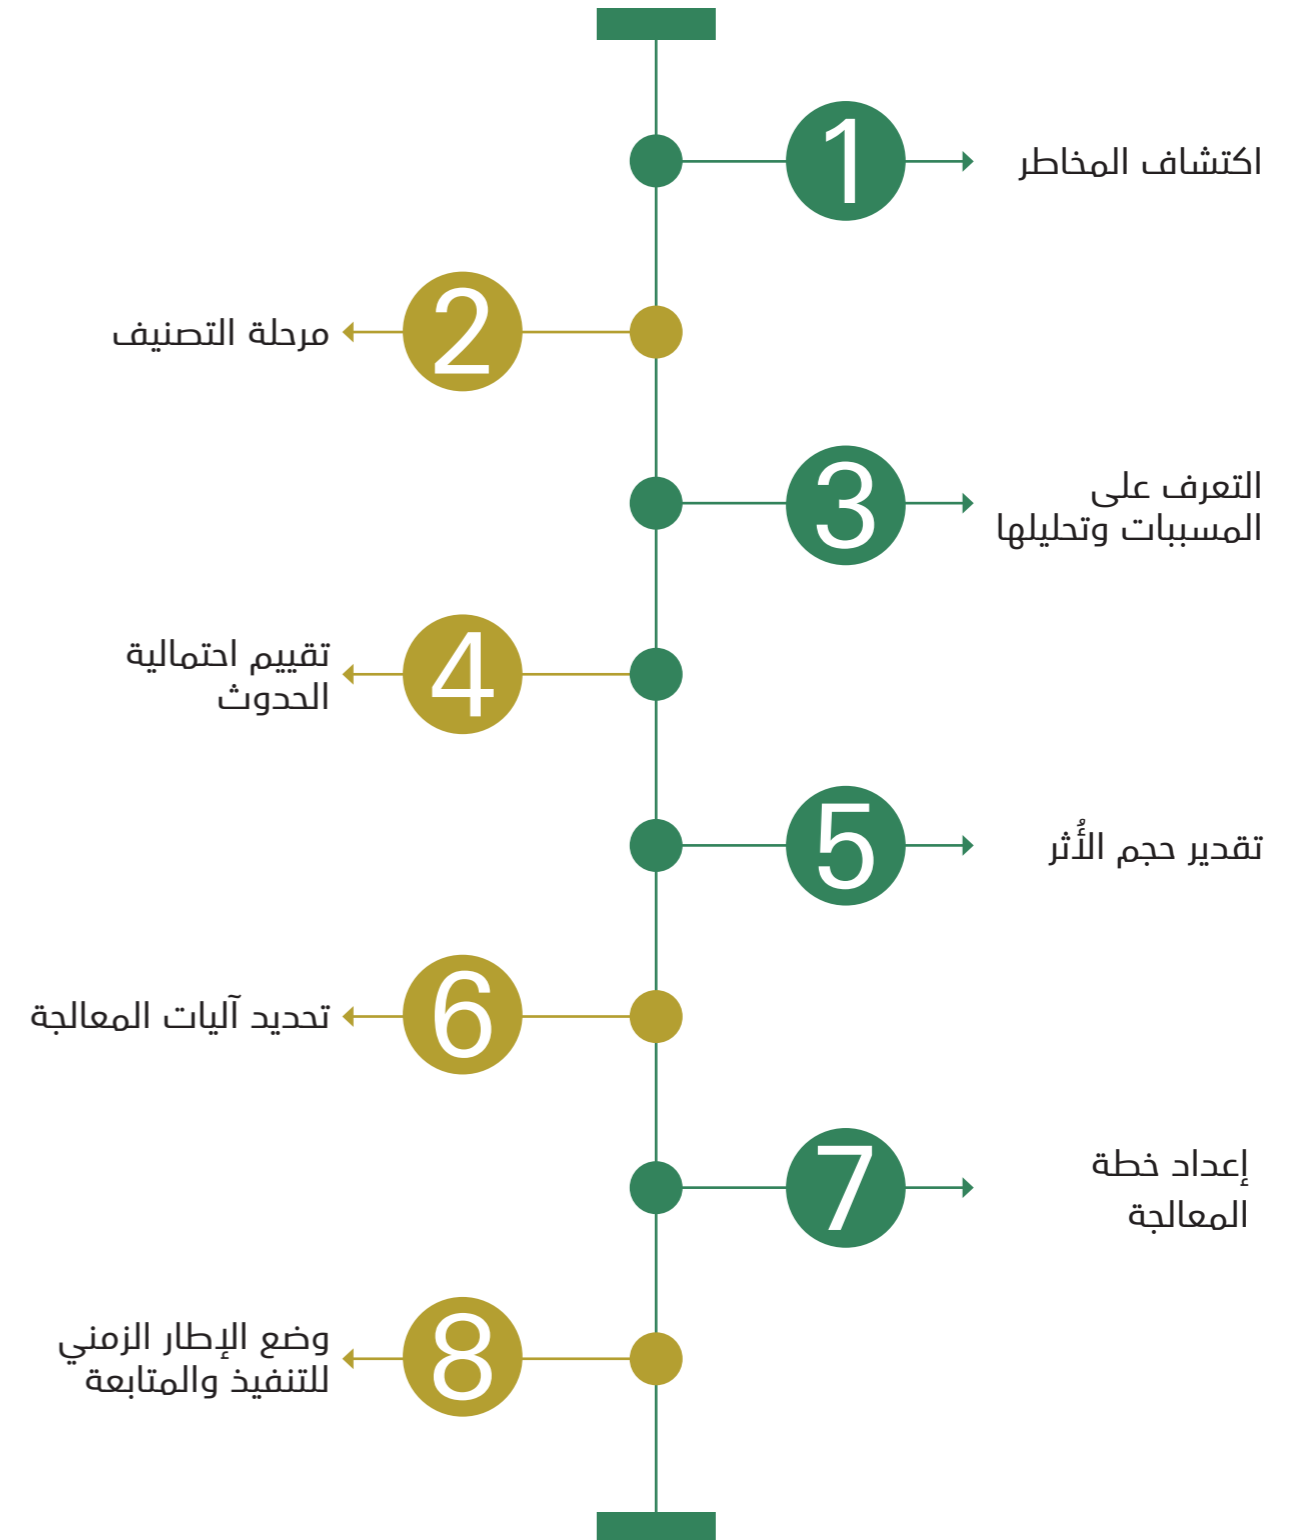 1
اكتشاف المخاطر
2
مرحلة التصنيف
3
التعرف على
المسببات وتحليلها
4
تقييم احتمالية
الحدوث
5
تقدير حجم الأُثر
6
تحديد آليات المعالجة
7
إعداد خطة
المعالجة
8
وضع الإطار الزمني
للتنفيذ والمتابعة